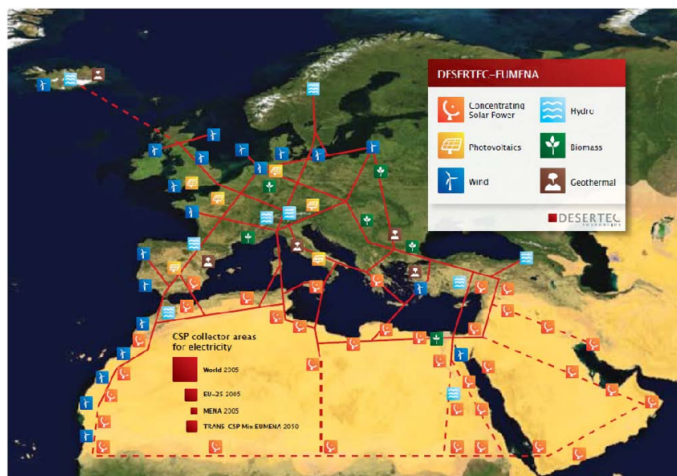 DESERTEC–EUMENA
Concentrating
Solar Power
Hydro
Photovoltaics
Biomass
Wind
Geothermal
DESERTEC
CSP collector areas
for electricity
World 2005
EU-25 2005
MENA 2005
TRANS-CSP Mix EUMENA 2050